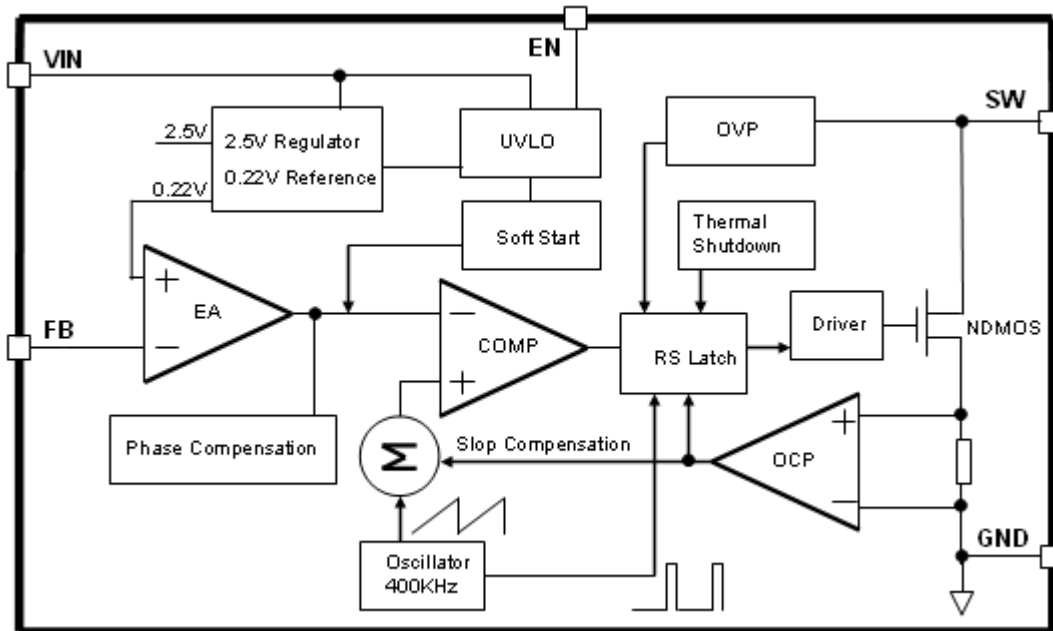 EN
VIN
SW
OVP
2.5V
2.5V Regulator
UVLO
0.22V
0.22V Reference
Thermal
Shutdown
Soft Start
+
EA
−
FB
−
COMP
+
RS Latch
Driver
NDMOS
Phase Compensation
Σ
Slop Compensation
+
OCP
−
Oscillator
400KHz
GND